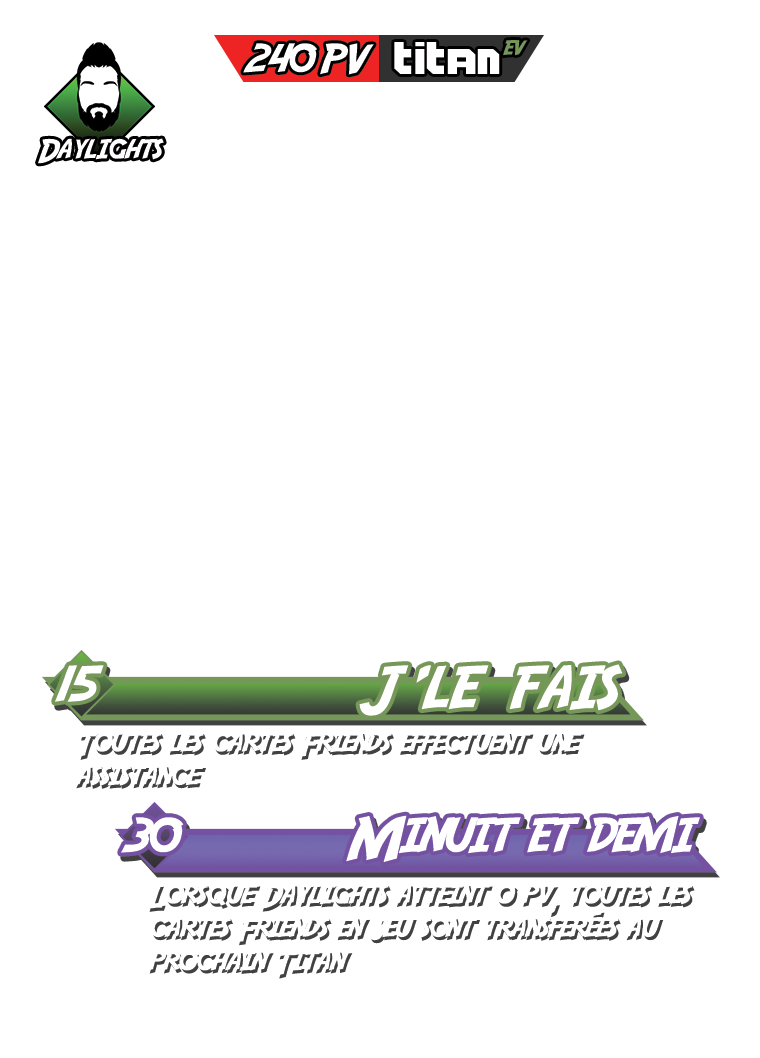 240 PV titan EV
Daylights
15 J'le fais
Toutes les cartes Friends effectuent une
assistance
30 Minuit et demi
Lorsque Daylights atteint 0 PV, toutes les
cartes Friends en jeu sont transferées au
prochain Titan